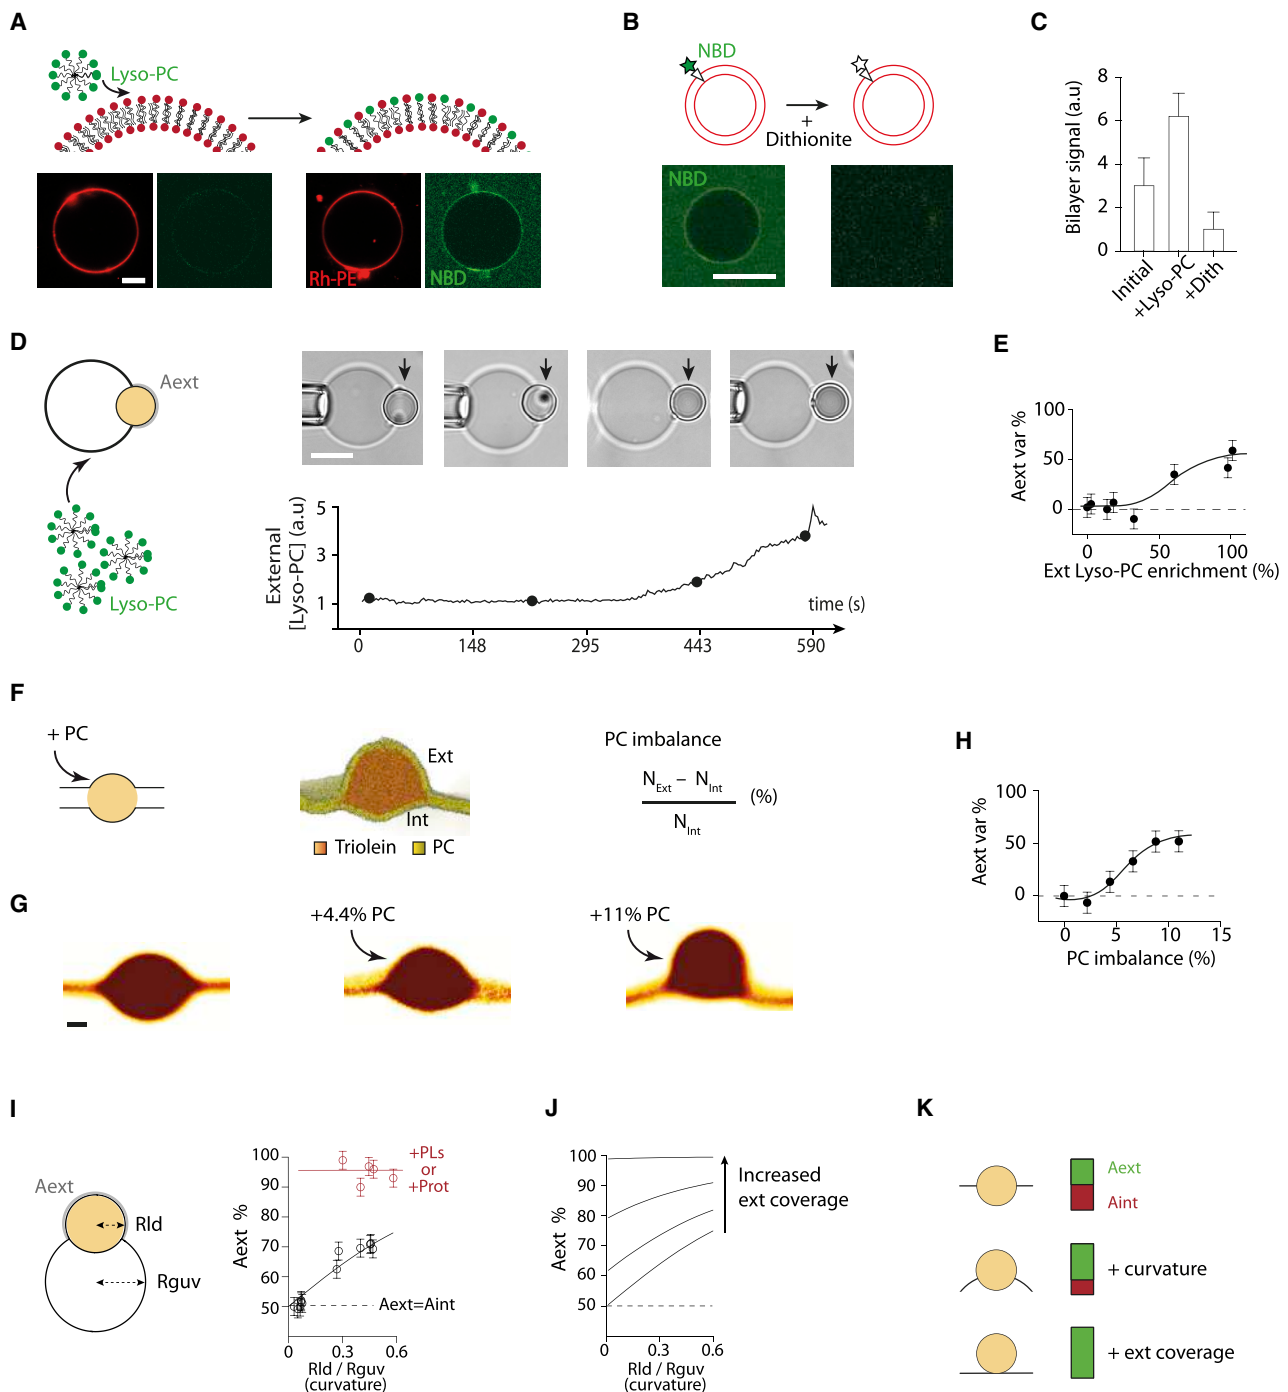 A
Lyso-PC
Rh-PE
NBD
B
NBD
+
Dithionite
NBD
C
Bilayer signal (a.u)
8
6
4
2
0
Initial
+Lyso-PC
+Dith
D
Aext
Lyso-PC
External
[Lyso-PC] (a.u)
5
3
1
time (s)
0 148 295 443 590
E
Aext var %
100
50
0
0 50 100
Ext Lyso-PC enrichment (%)
F
+ PC
Ext
Int
Triolein PC
PC imbalance
N_Ext – N_Int
N_Int
(%)
G
+4.4% PC
+11% PC
H
Aext var %
100
50
0
0 5 10 15
PC imbalance (%)
I
Aext
Rld
Rguv
Aext %
100
90
80
70
60
50
+PLs
or
+Prot
Aext=Aint
0 0.3 0.6
Rld / Rguv
(curvature)
J
Aext %
100
90
80
70
60
50
Increased
ext coverage
0 0.3 0.6
Rld / Rguv
(curvature)
K
Aext
Aint
+ curvature
+ ext coverage